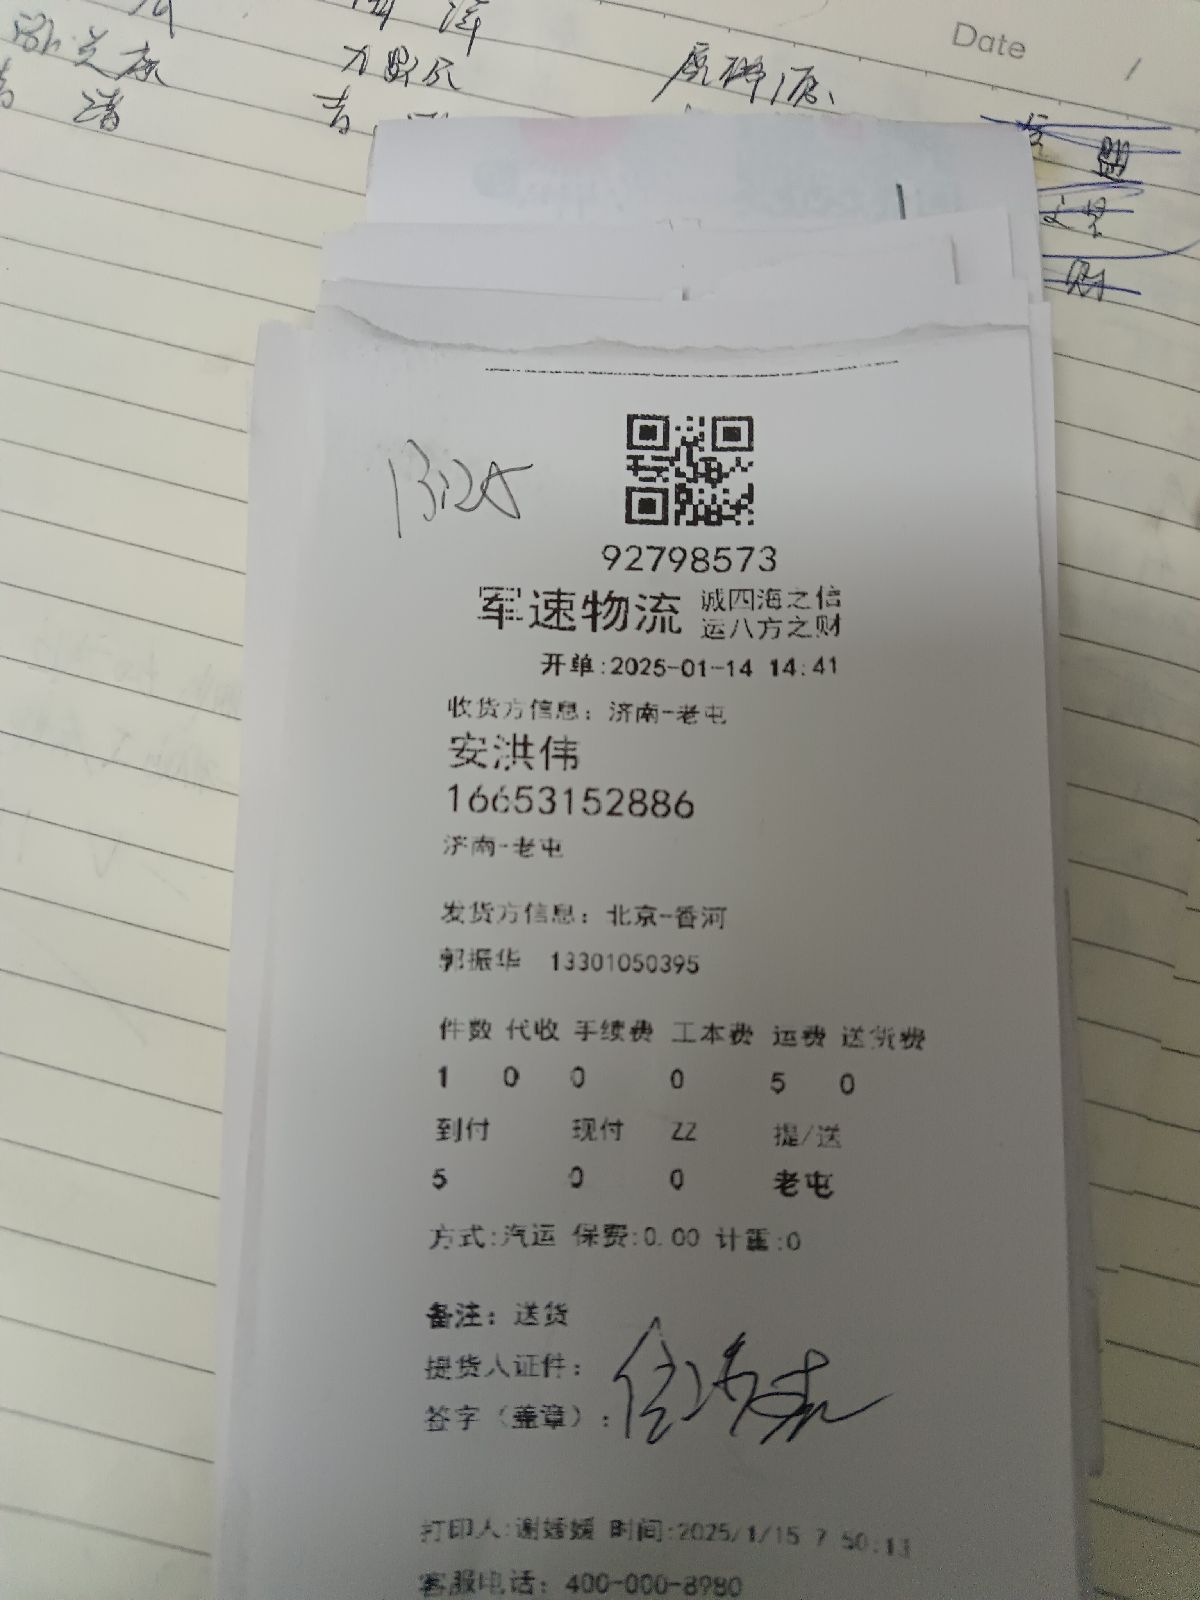 Date
92798573
军速物流 诚四海之信
运八方之财
开单:2025-01-14 14:41
收货方信息: 济南-老屯
安洪伟
16653152886
济南-老屯
发货方信息: 北京-香河
郭振华 13301050395
件数 代收 手续费 工本费 运费 送货费
1 0 0 0 5 0
到付 现付 ZZ 提/送
5 0 0 老屯
方式:汽运 保费:0.00 计重:0
备注: 送货
提货人证件:
签字（盖章）:
打印人:谢媛媛 时间:2025/1/15 7:50:13
客服电话: 400-000-8980